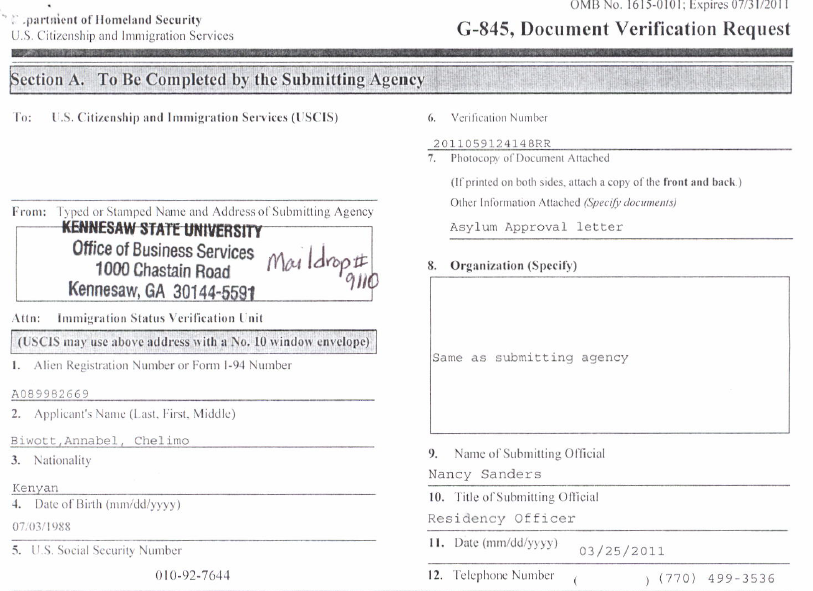 OMB No. 1615-0101; Expires 07/31/2011
partment of Homeland Security
U.S. Citizenship and Immigration Services
G-845, Document Verification Request
Section A. To Be Completed by the Submitting Agency
To: U.S. Citizenship and Immigration Services (USCIS)
From: Typed or Stamped Name and Address of Submitting Agency
KENNESAW STATE UNIVERSITY
Office of Business Services
1000 Chastain Road
Kennesaw, GA 30144-5591
Maildrop#
9110
Attn: Immigration Status Verification Unit
(USCIS may use above address with a No. 10 window envelope)
1. Alien Registration Number or Form I-94 Number
A089982669
2. Applicant's Name (Last, First, Middle)
Biwott,Annabel, Chelimo
3. Nationality
Kenyan
4. Date of Birth (mm/dd/yyyy)
07/03/1988
5. U.S. Social Security Number
010-92-7644
6. Verification Number
2011059124148RR
7. Photocopy of Document Attached
(If printed on both sides, attach a copy of the front and back.)
Other Information Attached (Specify documents)
Asylum Approval letter
8. Organization (Specify)
Same as submitting agency
9. Name of Submitting Official
Nancy Sanders
10. Title of Submitting Official
Residency Officer
11. Date (mm/dd/yyyy) 03/25/2011
12. Telephone Number ( ) (770) 499-3536